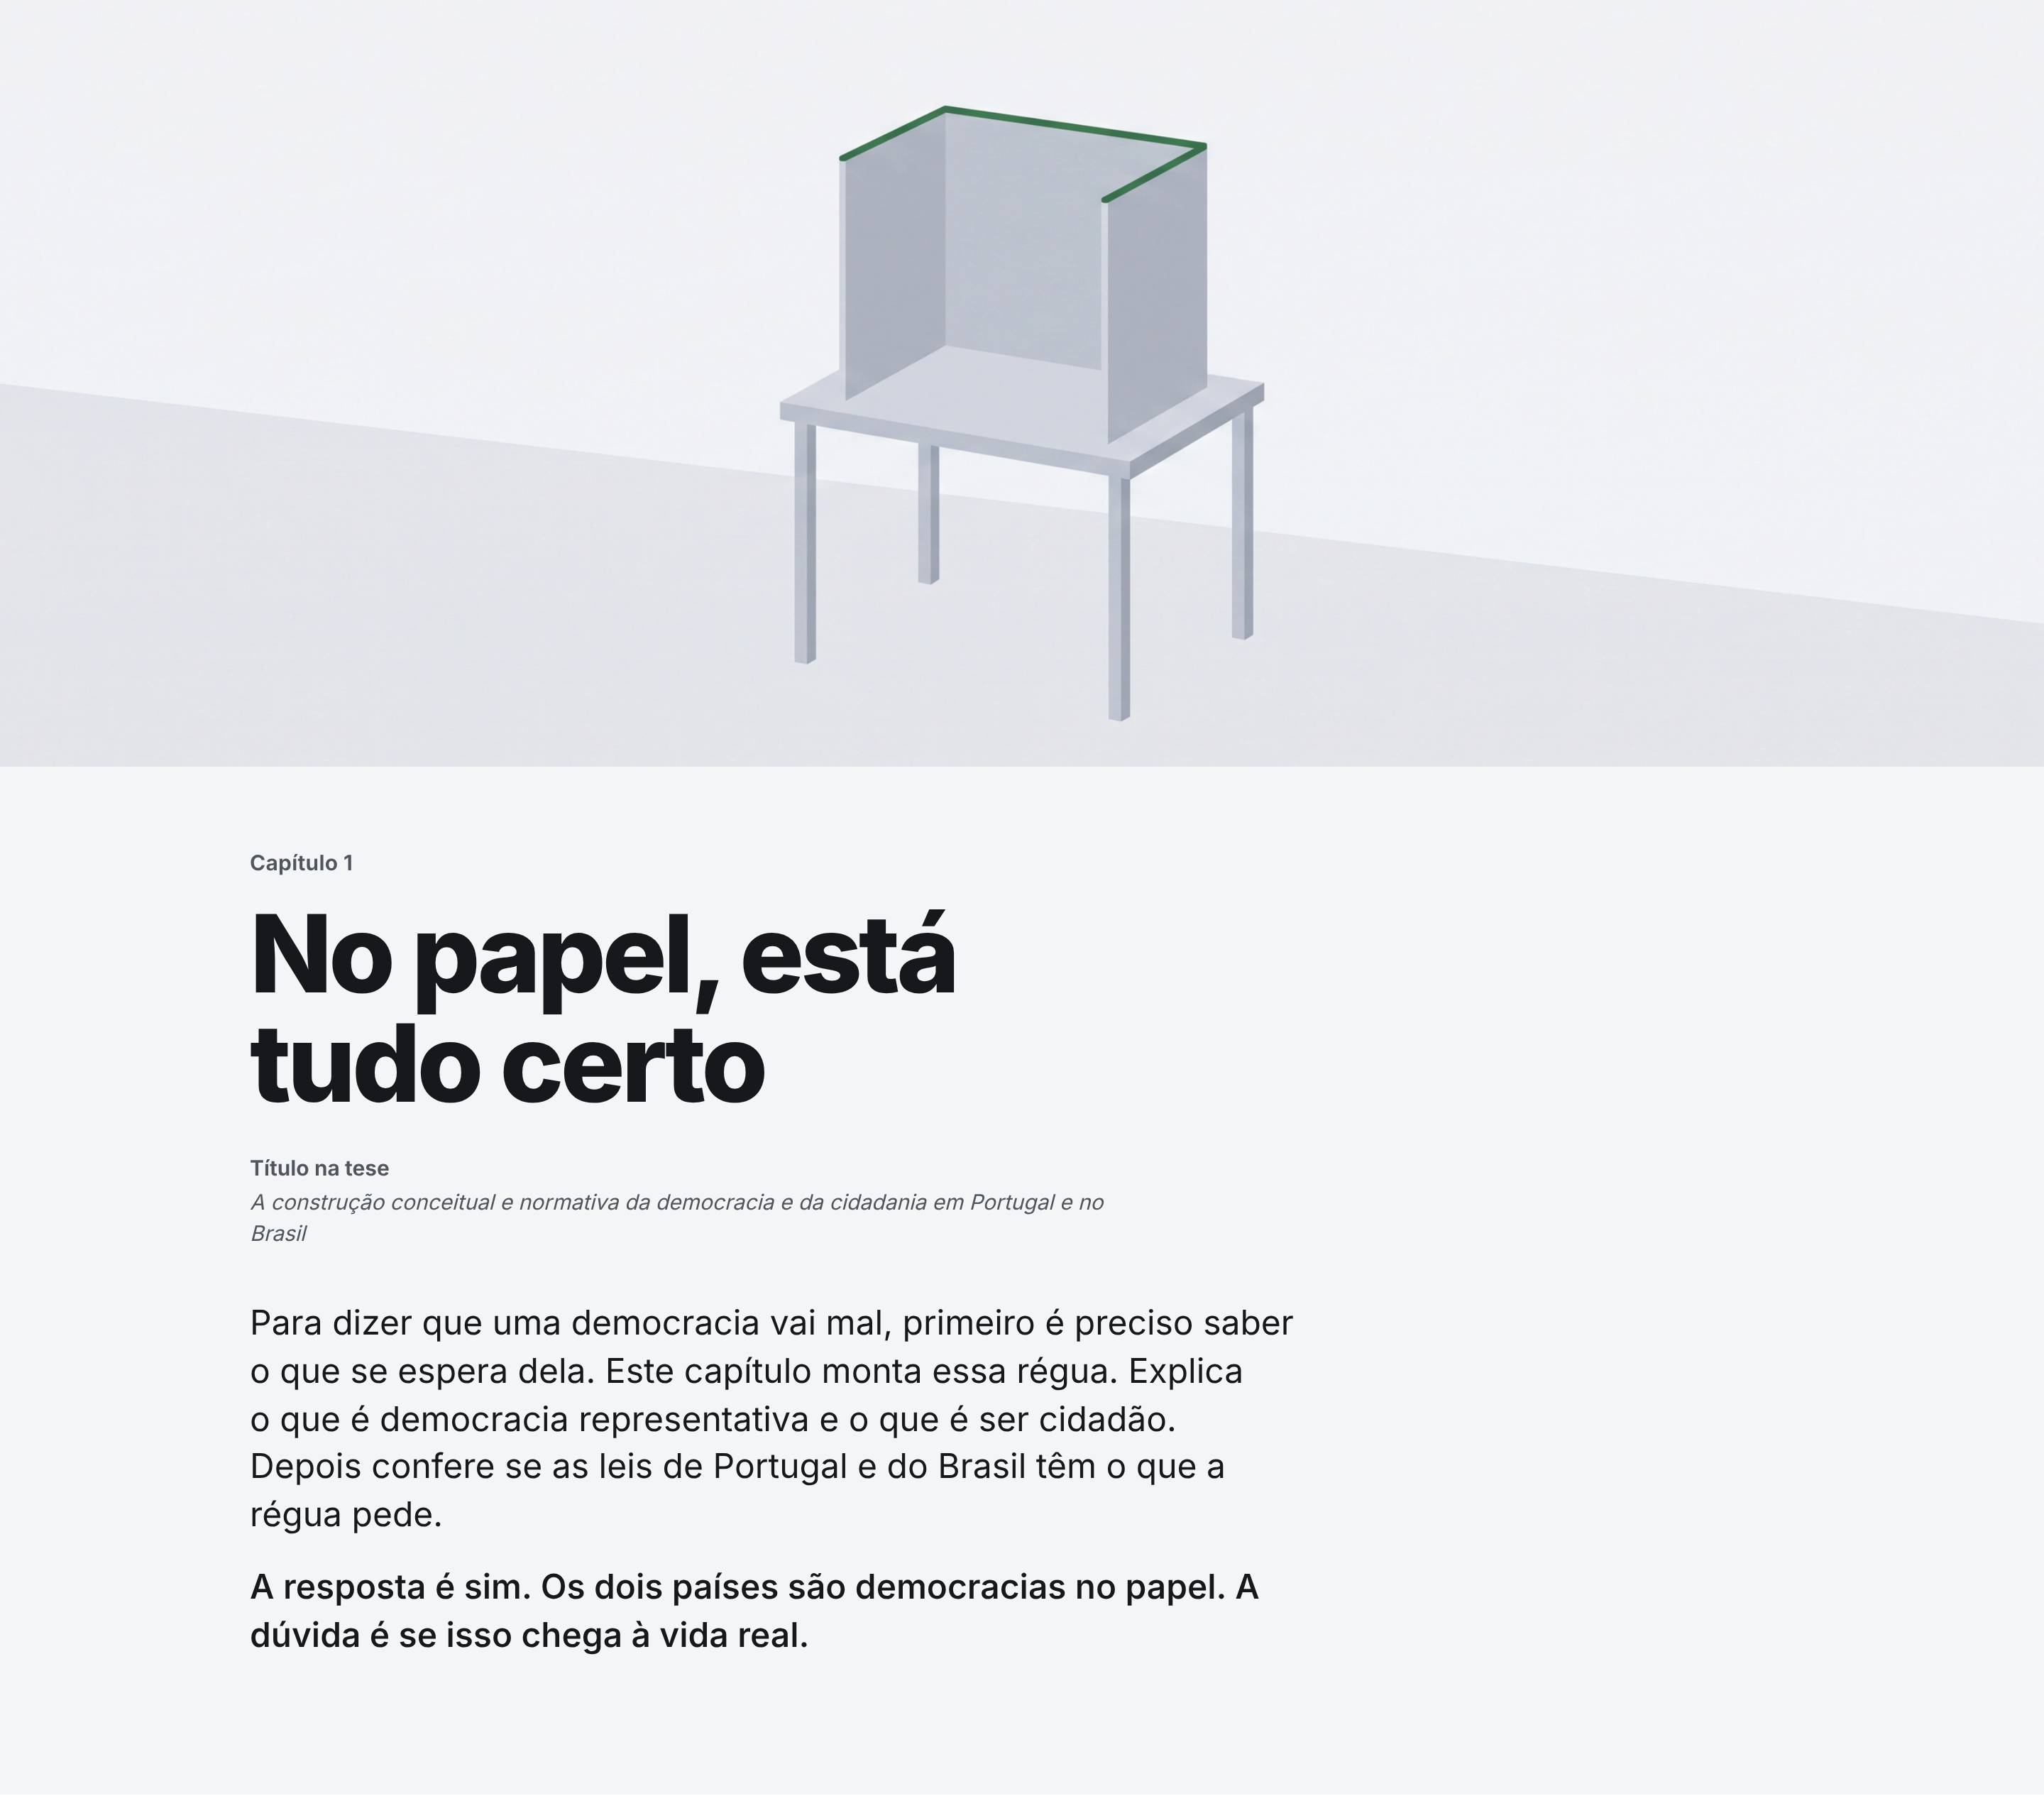 Capítulo 1
No papel, está
tudo certo
Título na tese
A construção conceitual e normativa da democracia e da cidadania em Portugal e no
Brasil
Para dizer que uma democracia vai mal, primeiro é preciso saber
o que se espera dela. Este capítulo monta essa régua. Explica
o que é democracia representativa e o que é ser cidadão.
Depois confere se as leis de Portugal e do Brasil têm o que a
régua pede.
A resposta é sim. Os dois países são democracias no papel. A
dúvida é se isso chega à vida real.